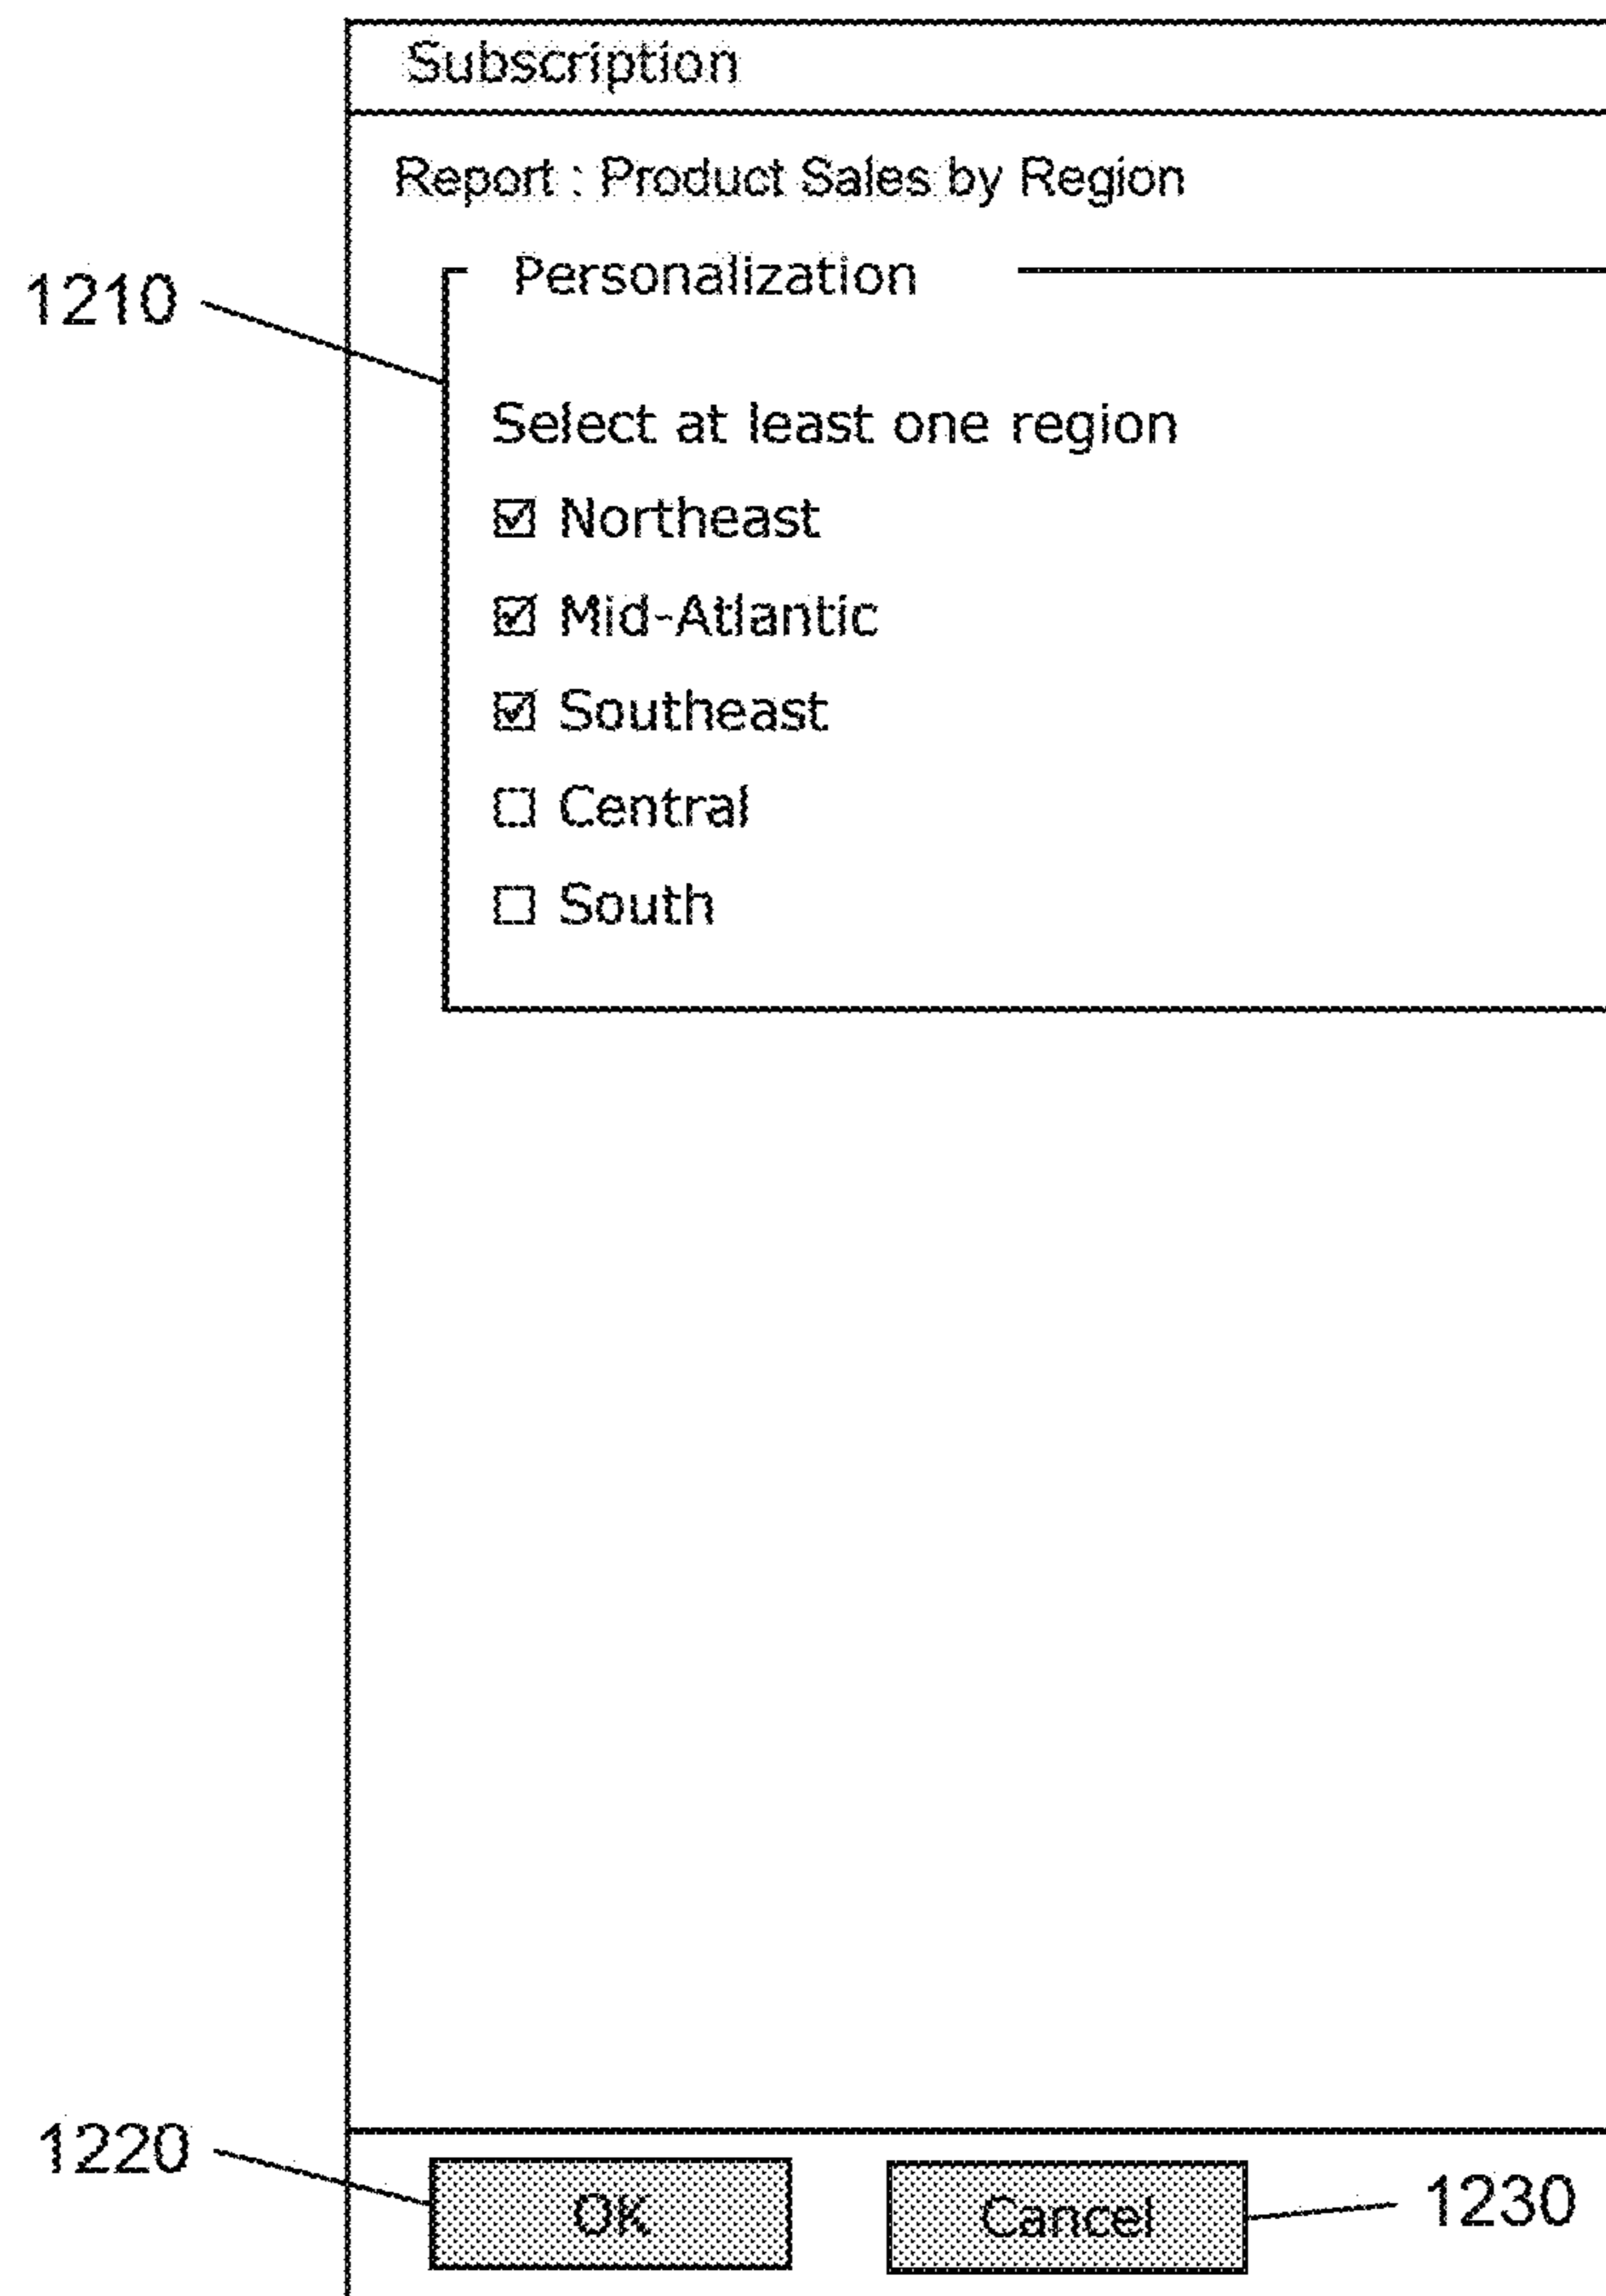 Subscription
Report : Product Sales by Region
1210
Personalization
Select at least one region
Northeast
Mid-Atlantic
Southeast
Central
South
1220
OK
Cancel
1230